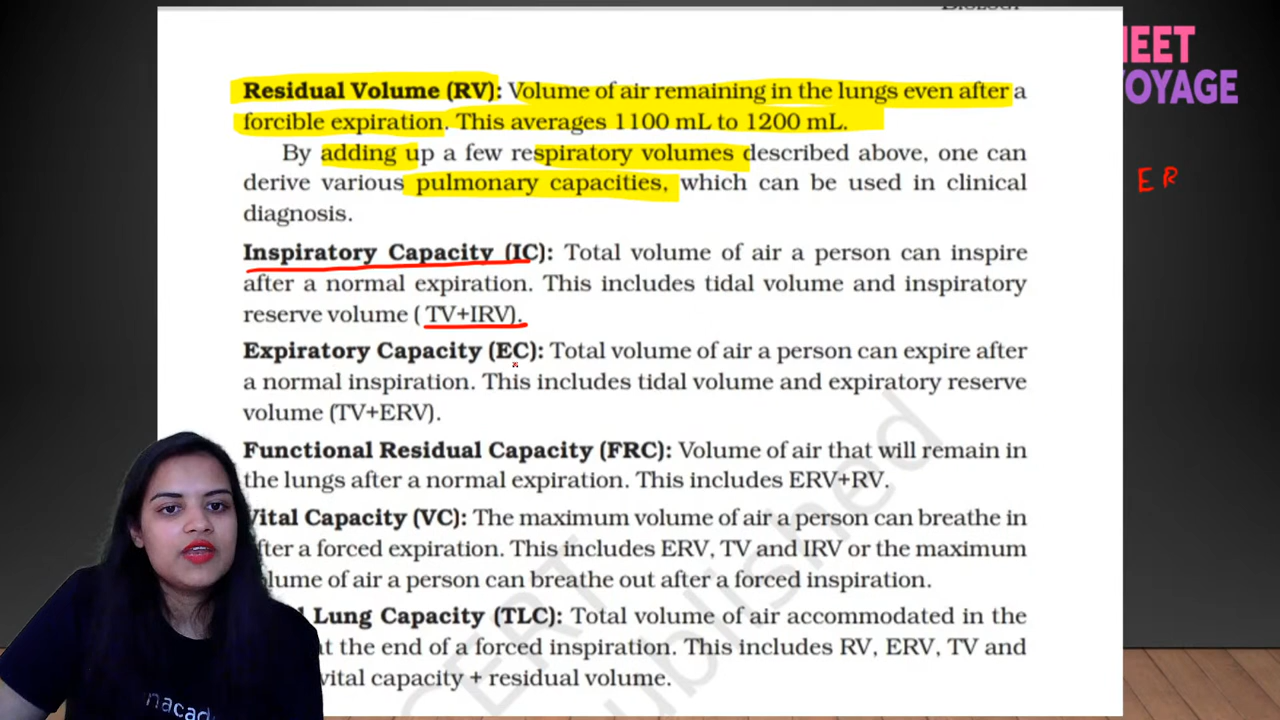 Residual Volume (RV): Volume of air remaining in the lungs even after a
forcible expiration. This averages 1100 mL to 1200 mL.
By adding up a few respiratory volumes described above, one can
derive various pulmonary capacities, which can be used in clinical
diagnosis.
Inspiratory Capacity (IC): Total volume of air a person can inspire
after a normal expiration. This includes tidal volume and inspiratory
reserve volume ( TV+IRV).
Expiratory Capacity (EC): Total volume of air a person can expire after
a normal inspiration. This includes tidal volume and expiratory reserve
volume (TV+ERV).
Functional Residual Capacity (FRC): Volume of air that will remain in
the lungs after a normal expiration. This includes ERV+RV.
Vital Capacity (VC): The maximum volume of air a person can breathe in
after a forced expiration. This includes ERV, TV and IRV or the maximum
volume of air a person can breathe out after a forced inspiration.
Lung Capacity (TLC): Total volume of air accommodated in the
at the end of a forced inspiration. This includes RV, ERV, TV and
vital capacity + residual volume.
EET
OYAGE
ER